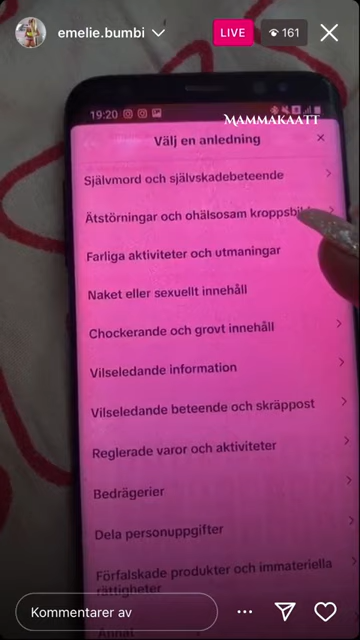 emelie.bumbi
LIVE
161
19:20
MAMMAKAATT
Välj en anledning
Självmord och självskadebeteende
Ätstörningar och ohälsosam kroppsbild
Farliga aktiviteter och utmaningar
Naket eller sexuellt innehåll
Chockerande och grovt innehåll
Vilseledande information
Vilseledande beteende och skräppost
Reglerade varor och aktiviteter
Bedrägerier
Dela personuppgifter
Förfalskade produkter och immateriella
rättigheter
Annat
Kommentarer av